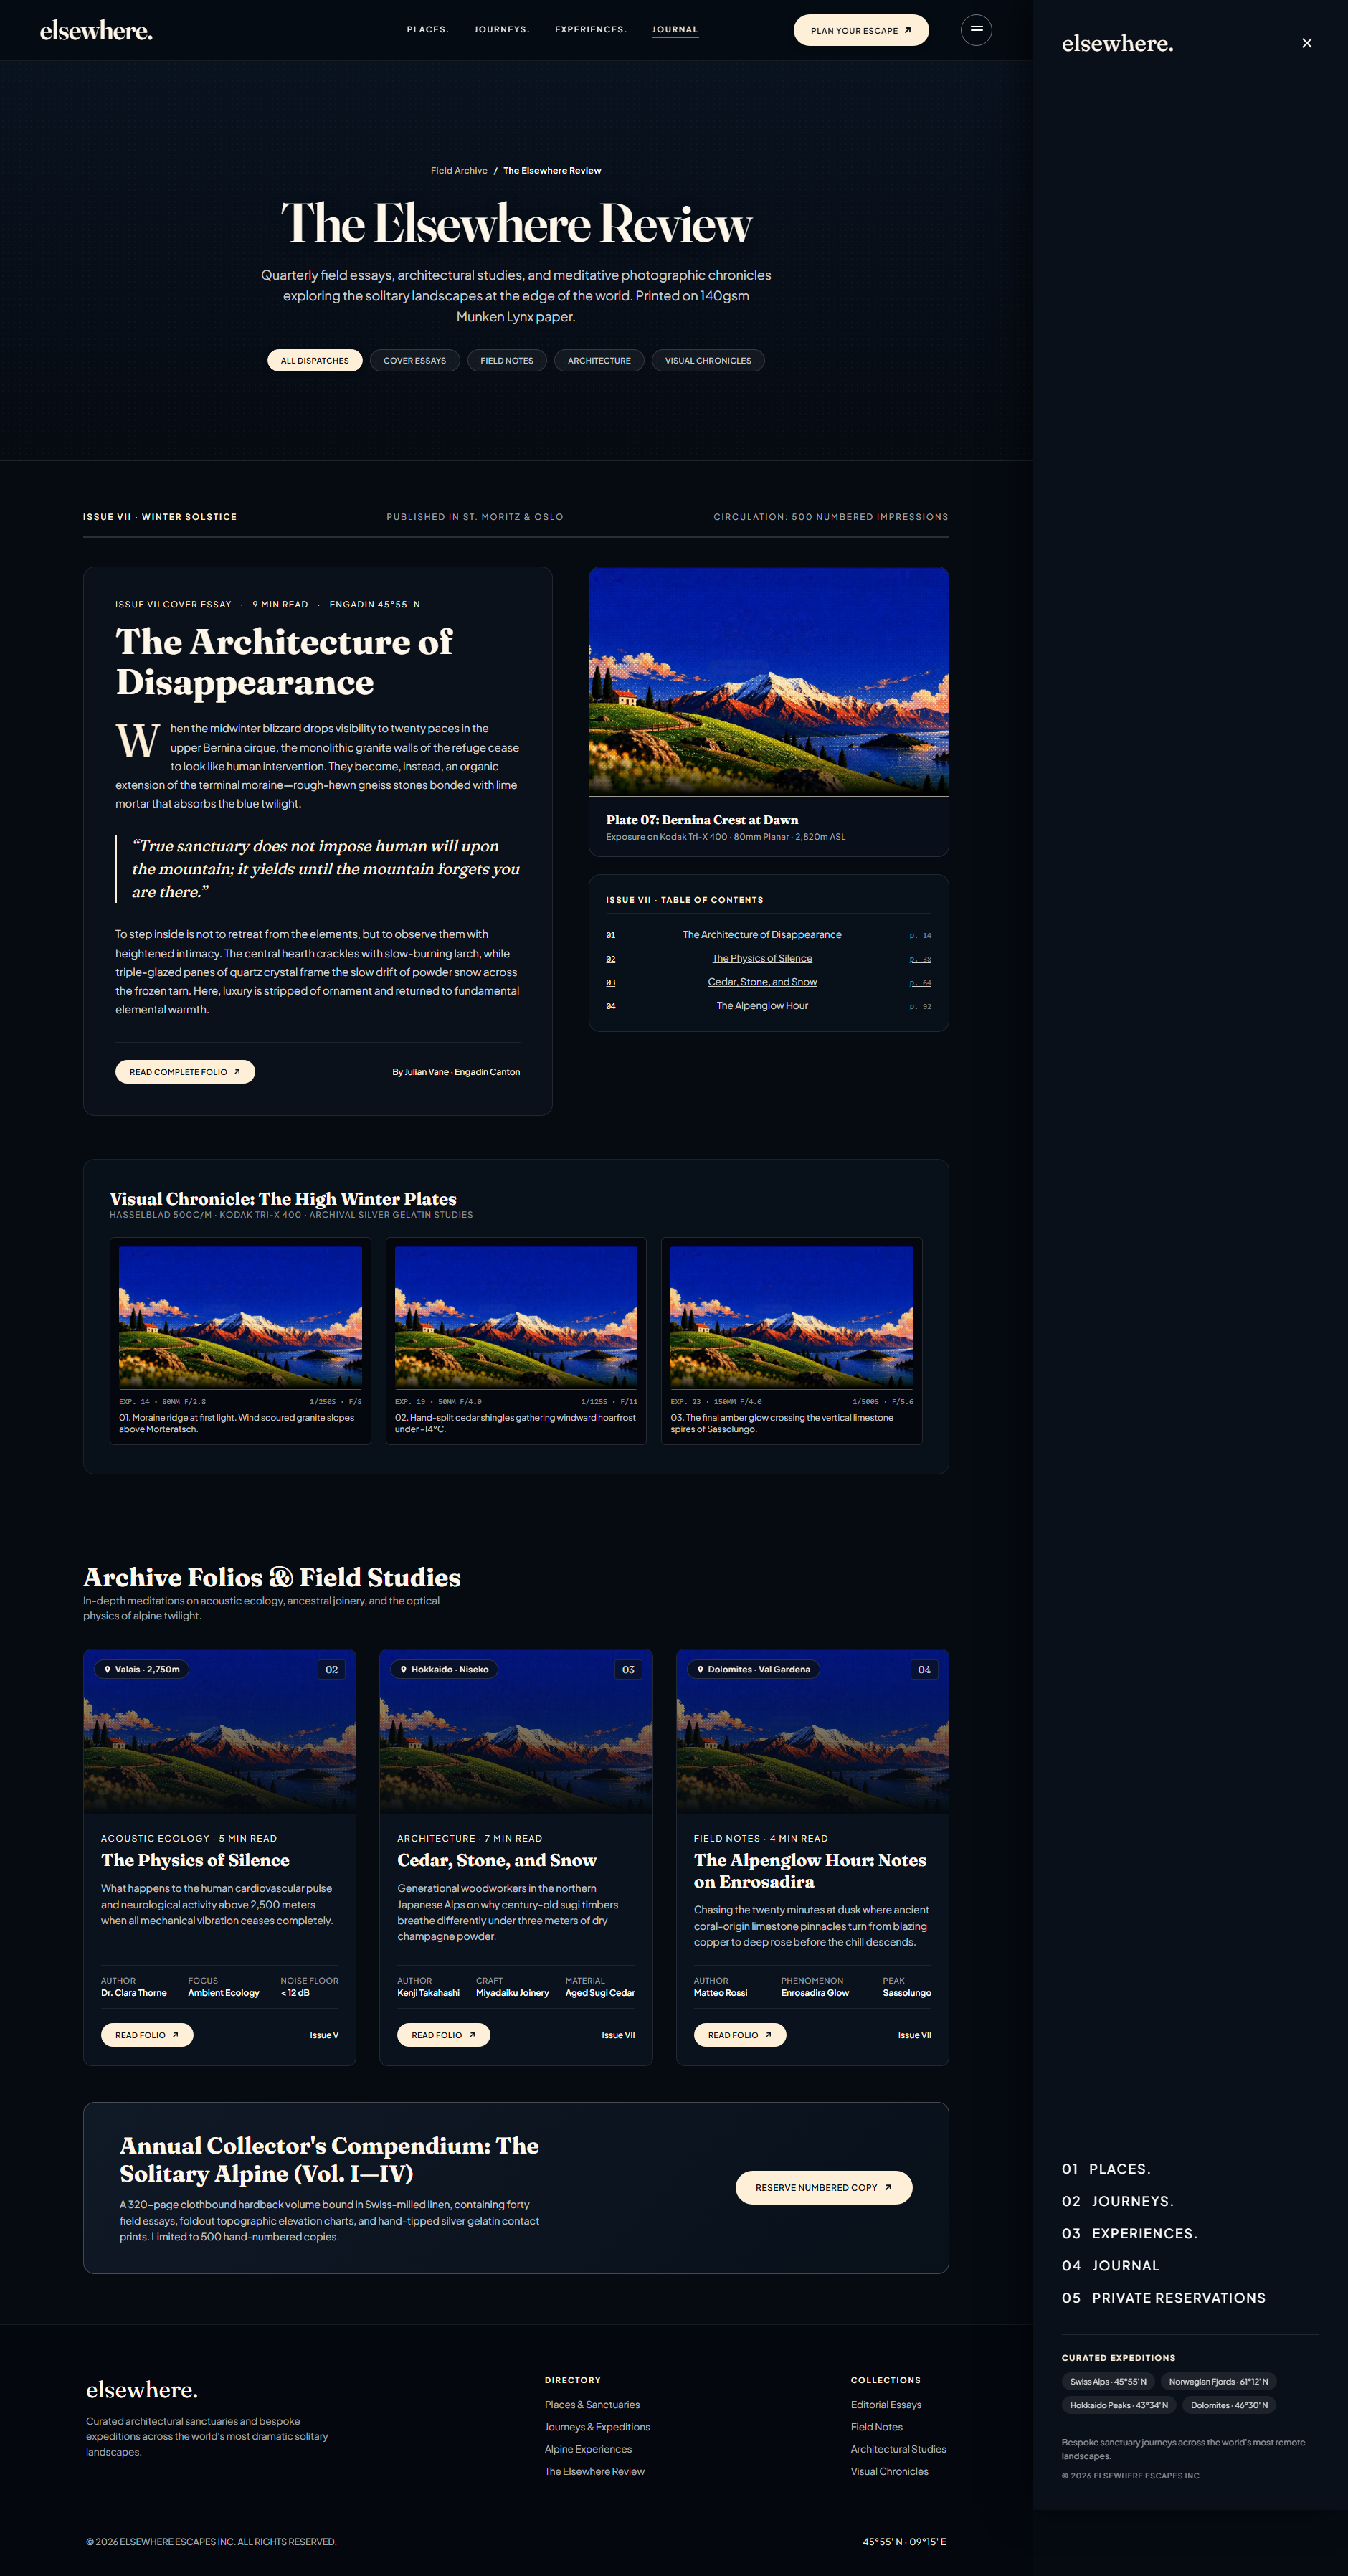 elsewhere.
PLACES. JOURNEYS. EXPERIENCES. JOURNAL
PLAN YOUR ESCAPE
Field Archive / The Elsewhere Review
The Elsewhere Review
Quarterly field essays, architectural studies, and meditative photographic chronicles
exploring the solitary landscapes at the edge of the world. Printed on 140gsm
Munken Lynx paper.
ALL DISPATCHES COVER ESSAYS FIELD NOTES ARCHITECTURE VISUAL CHRONICLES
ISSUE VII · WINTER SOLSTICE PUBLISHED IN ST. MORITZ & OSLO CIRCULATION: 500 NUMBERED IMPRESSIONS
ISSUE VII COVER ESSAY · 9 MIN READ · ENGADIN 45°55' N
The Architecture of
Disappearance
When the midwinter blizzard drops visibility to twenty paces in the
upper Bernina cirque, the monolithic granite walls of the refuge cease
to look like human intervention. They become, instead, an organic
extension of the terminal moraine—rough-hewn gneiss stones bonded with lime
mortar that absorbs the blue twilight.
“True sanctuary does not impose human will upon
the mountain; it yields until the mountain forgets you
are there.”
To step inside is not to retreat from the elements, but to observe them with
heightened intimacy. The central hearth crackles with slow-burning larch, while
triple-glazed panes of quartz crystal frame the slow drift of powder snow across
the frozen tarn. Here, luxury is stripped of ornament and returned to fundamental
elemental warmth.
READ COMPLETE FOLIO By Julian Vane · Engadin Canton
Plate 07: Bernina Crest at Dawn
Exposure on Kodak Tri-X 400 · 80mm Planar · 2,820m ASL
ISSUE VII · TABLE OF CONTENTS
01 The Architecture of Disappearance p. 14
02 The Physics of Silence p. 38
03 Cedar, Stone, and Snow p. 64
04 The Alpenglow Hour p. 92
Visual Chronicle: The High Winter Plates
HASSELBLAD 500C/M · KODAK TRI-X 400 · ARCHIVAL SILVER GELATIN STUDIES
EXP. 14 · 80MM F/2.8 1/250S · F/8
01. Moraine ridge at first light. Wind scoured granite slopes
above Morteratsch.
EXP. 19 · 50MM F/4.0 1/125S · F/11
02. Hand-split cedar shingles gathering windward hoarfrost
under -14°C.
EXP. 23 · 150MM F/4.0 1/500S · F/5.6
03. The final amber glow crossing the vertical limestone
spires of Sassolungo.
Archive Folios & Field Studies
In-depth meditations on acoustic ecology, ancestral joinery, and the optical
physics of alpine twilight.
Valais · 2,750m 02
ACOUSTIC ECOLOGY · 5 MIN READ
The Physics of Silence
What happens to the human cardiovascular pulse
and neurological activity above 2,500 meters
when all mechanical vibration ceases completely.
AUTHOR FOCUS NOISE FLOOR
Dr. Clara Thorne Ambient Ecology < 12 dB
READ FOLIO Issue V
Hokkaido · Niseko 03
ARCHITECTURE · 7 MIN READ
Cedar, Stone, and Snow
Generational woodworkers in the northern
Japanese Alps on why century-old sugi timbers
breathe differently under three meters of dry
champagne powder.
AUTHOR CRAFT MATERIAL
Kenji Takahashi Miyadaiku Joinery Aged Sugi Cedar
READ FOLIO Issue VII
Dolomites · Val Gardena 04
FIELD NOTES · 4 MIN READ
The Alpenglow Hour: Notes
on Enrosadira
Chasing the twenty minutes at dusk where ancient
coral-origin limestone pinnacles turn from blazing
copper to deep rose before the chill descends.
AUTHOR PHENOMENON PEAK
Matteo Rossi Enrosadira Glow Sassolungo
READ FOLIO Issue VII
Annual Collector's Compendium: The
Solitary Alpine (Vol. I—IV)
A 320-page clothbound hardback volume bound in Swiss-milled linen, containing forty
field essays, foldout topographic elevation charts, and hand-tipped silver gelatin contact
prints. Limited to 500 hand-numbered copies.
RESERVE NUMBERED COPY
elsewhere.
Curated architectural sanctuaries and bespoke
expeditions across the world's most dramatic solitary
landscapes.
DIRECTORY
Places & Sanctuaries
Journeys & Expeditions
Alpine Experiences
The Elsewhere Review
COLLECTIONS
Editorial Essays
Field Notes
Architectural Studies
Visual Chronicles
© 2026 ELSEWHERE ESCAPES INC. ALL RIGHTS RESERVED. 45°55' N · 09°15' E
elsewhere.
01 PLACES.
02 JOURNEYS.
03 EXPERIENCES.
04 JOURNAL
05 PRIVATE RESERVATIONS
CURATED EXPEDITIONS
Swiss Alps · 45°55' N Norwegian Fjords · 61°12' N
Hokkaido Peaks · 43°34' N Dolomites · 46°30' N
Bespoke sanctuary journeys across the world's most remote
landscapes.
© 2026 ELSEWHERE ESCAPES INC.